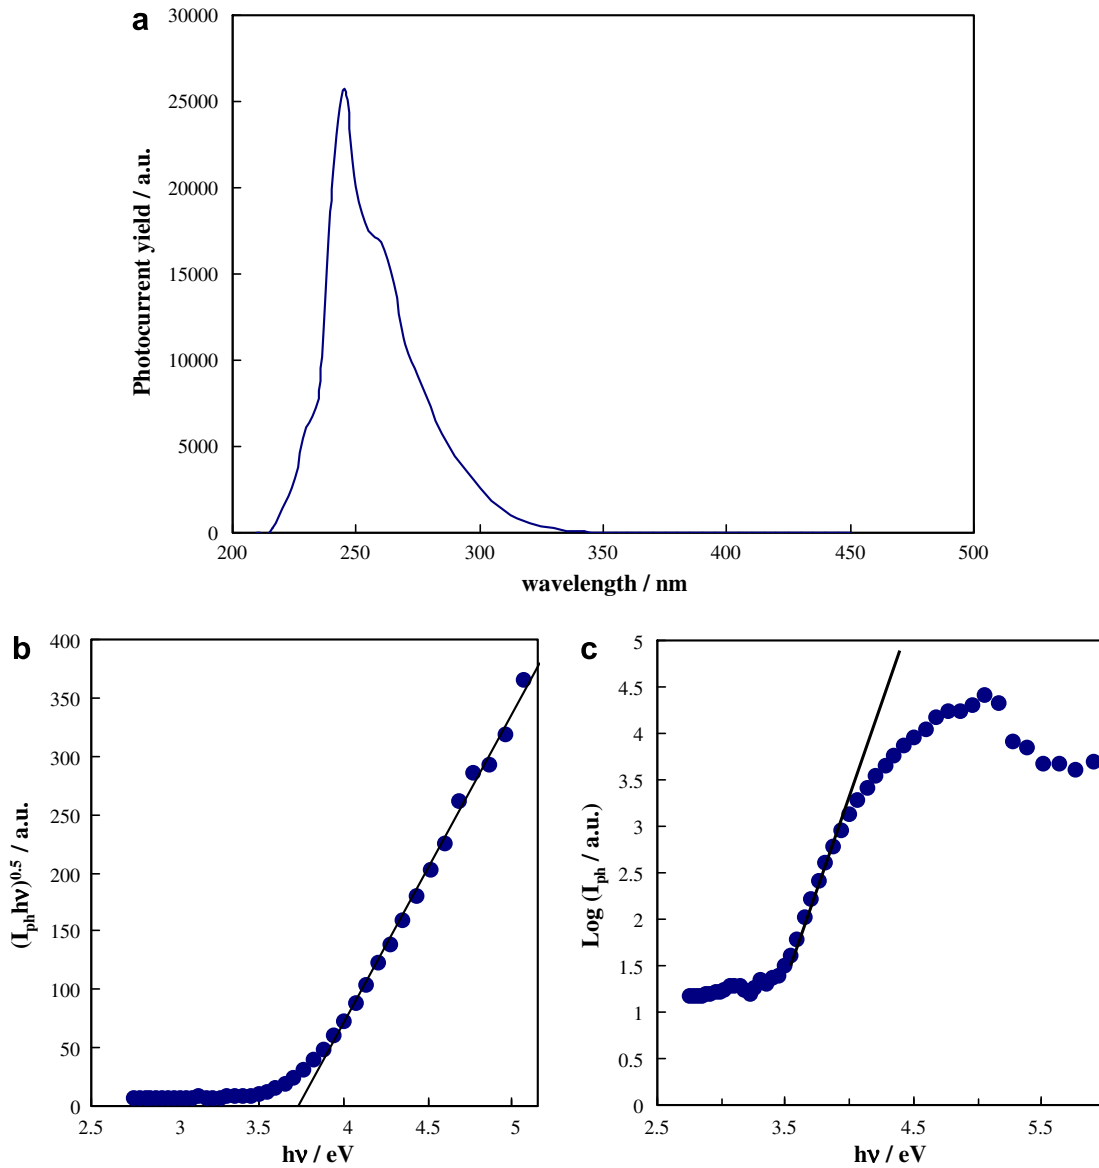 a
30000
25000
20000
15000
10000
5000
0
Photocurrent yield / a.u.
200 250 300 350 400 450 500
wavelength / nm
b
400
350
300
250
200
150
100
50
0
(I_ph hν)^0.5 / a.u.
2.5 3 3.5 4 4.5 5
hν / eV
c
5
4.5
4
3.5
3
2.5
2
1.5
1
0.5
0
Log (I_ph / a.u.)
2.5 3.5 4.5 5.5
hν / eV